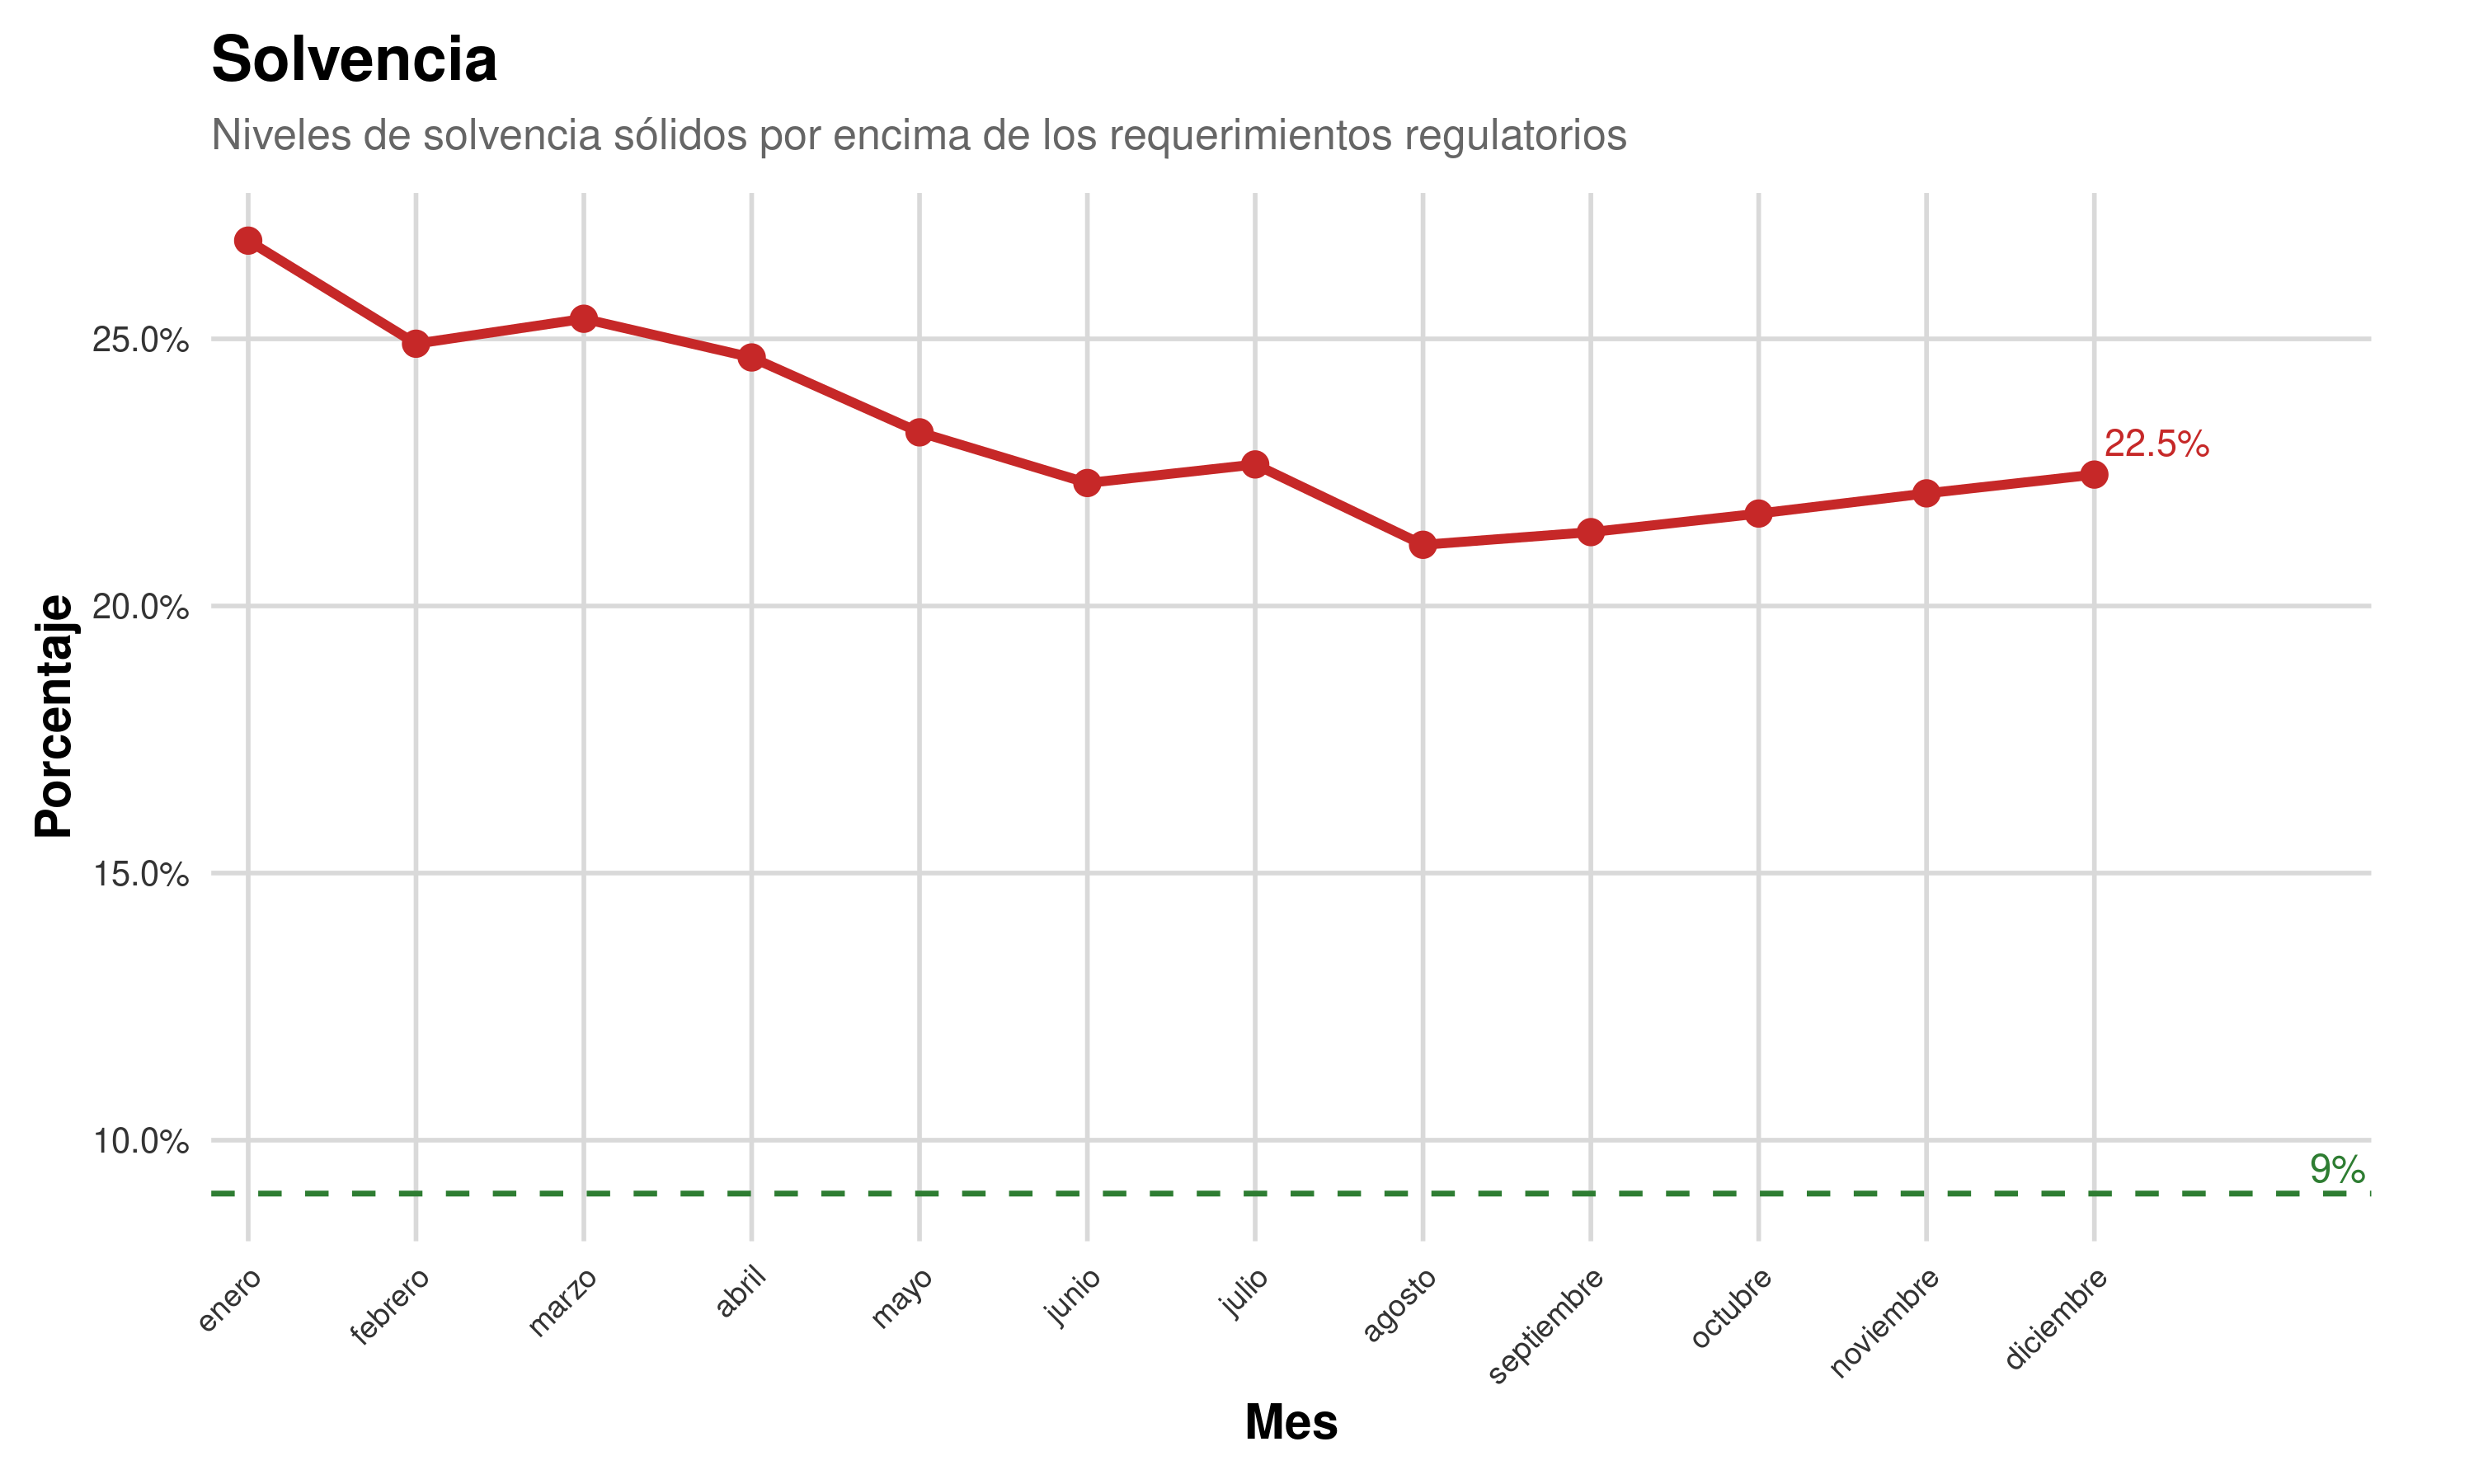 Solvencia
Niveles de solvencia sólidos por encima de los requerimientos regulatorios
Porcentaje
25.0%
20.0%
15.0%
10.0%
22.5%
9%
enero
febrero
marzo
abril
mayo
junio
julio
agosto
septiembre
octubre
noviembre
diciembre
Mes